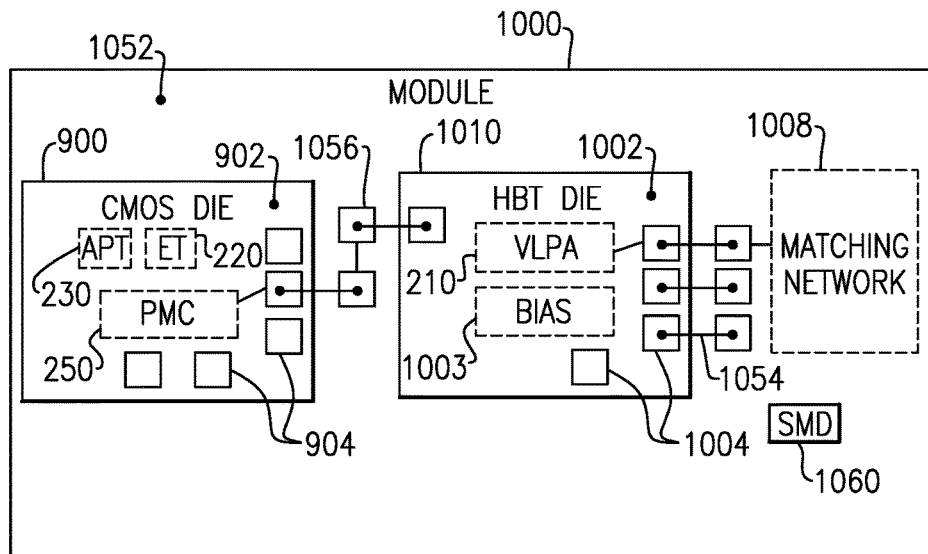 1052
1000
MODULE
900
902
1056
1010
1002
1008
CMOS DIE
HBT DIE
APT
ET
220
VLPA
MATCHING
NETWORK
230
210
PMC
BIAS
250
1003
1054
904
1004
SMD
1060